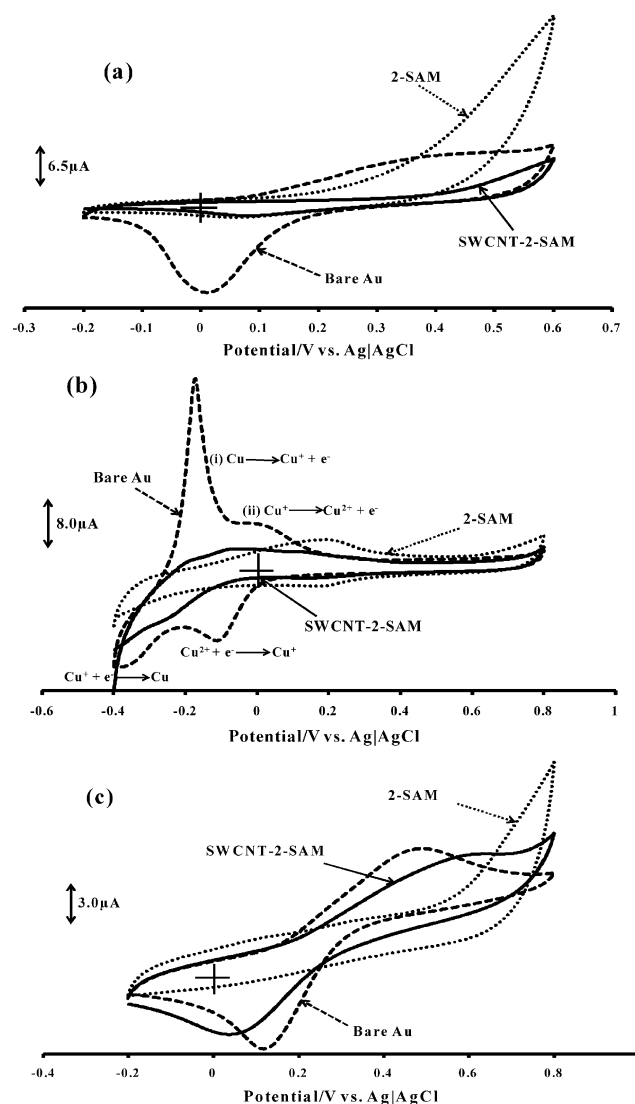 (a)
2-SAM
6.5µA
SWCNT-2-SAM
Bare Au
-0.3 -0.2 -0.1 0 0.1 0.2 0.3 0.4 0.5 0.6 0.7
Potential/V vs. Ag|AgCl
(b)
(i) Cu → Cu⁺ + e⁻
Bare Au
(ii) Cu⁺ → Cu²⁺ + e⁻
8.0µA
2-SAM
SWCNT-2-SAM
Cu²⁺ + e⁻ → Cu⁺
Cu⁺ + e⁻ → Cu
-0.6 -0.4 -0.2 0 0.2 0.4 0.6 0.8 1
Potential/V vs. Ag|AgCl
(c)
2-SAM
SWCNT-2-SAM
3.0µA
Bare Au
-0.4 -0.2 0 0.2 0.4 0.6 0.8
Potential/V vs. Ag|AgCl